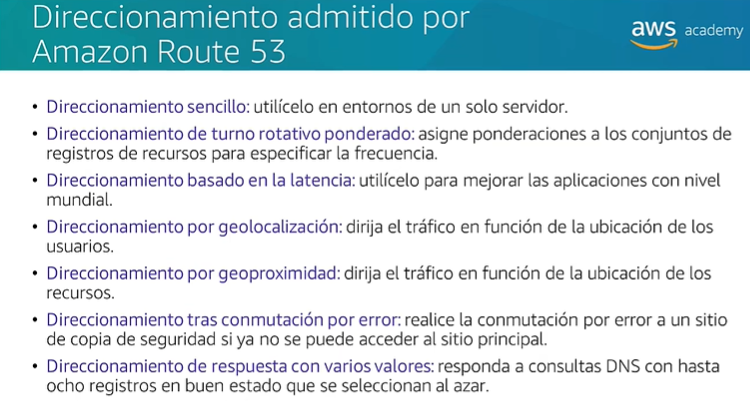 Direccionamiento admitido por
Amazon Route 53
aws academy
• Direccionamiento sencillo: utilícelo en entornos de un solo servidor.
• Direccionamiento de turno rotativo ponderado: asigne ponderaciones a los conjuntos de
registros de recursos para especificar la frecuencia.
• Direccionamiento basado en la latencia: utilícelo para mejorar las aplicaciones con nivel
mundial.
• Direccionamiento por geolocalización: dirija el tráfico en función de la ubicación de los
usuarios.
• Direccionamiento por geoproximidad: dirija el tráfico en función de la ubicación de los
recursos.
• Direccionamiento tras conmutación por error: realice la conmutación por error a un sitio
de copia de seguridad si ya no se puede acceder al sitio principal.
• Direccionamiento de respuesta con varios valores: responda a consultas DNS con hasta
ocho registros en buen estado que se seleccionan al azar.